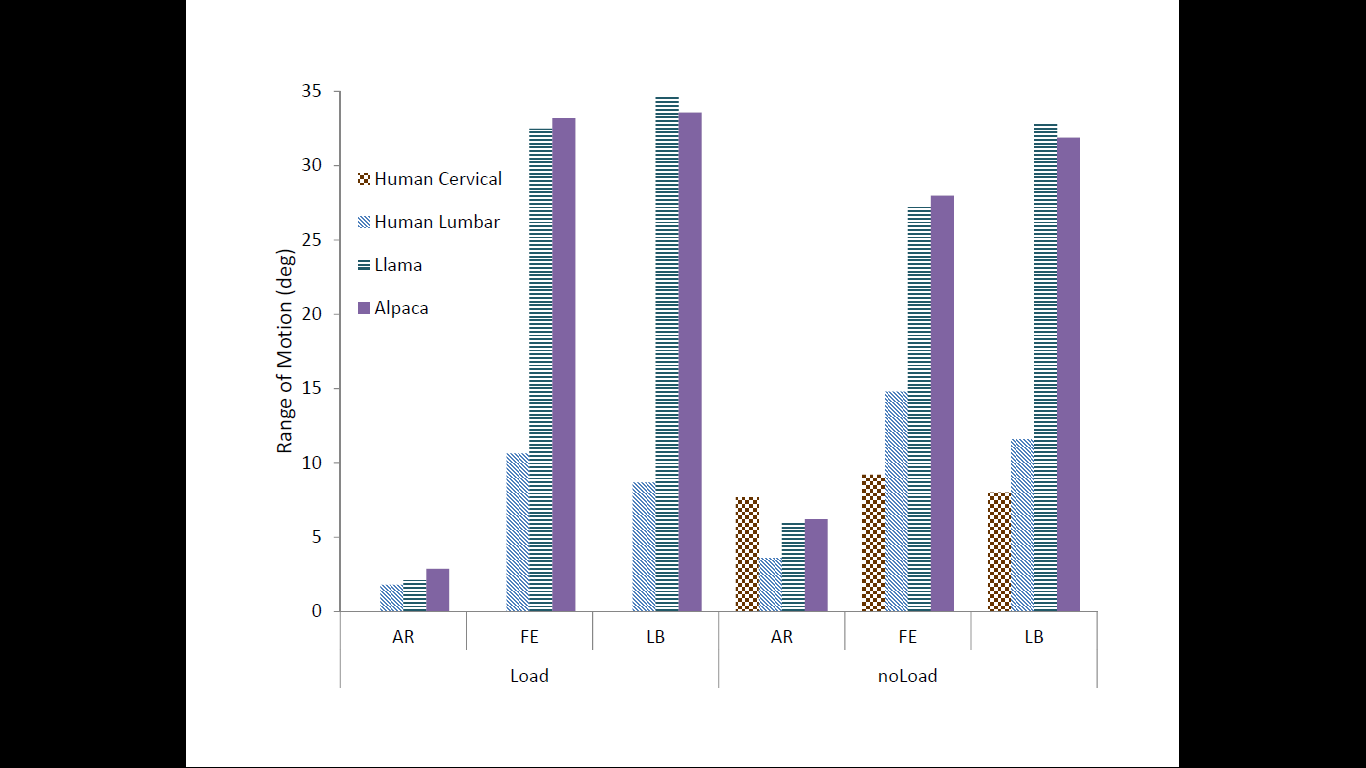 35
30
25
20
15
10
5
0
Range of Motion (deg)
Human Cervical
Human Lumbar
Llama
Alpaca
AR FE LB AR FE LB
Load noLoad